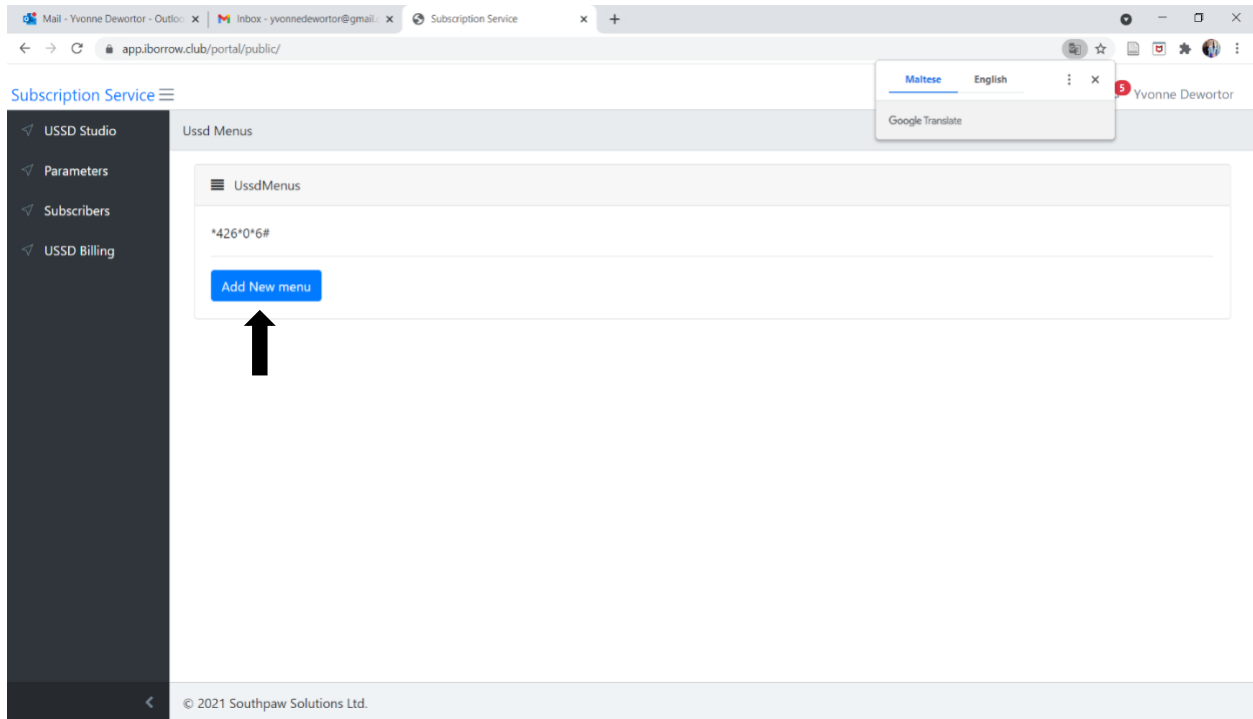 Mail - Yvonne Dewortor - Outloo
Inbox - yvonnedewortor@gmail.
Subscription Service
app.iborrow.club/portal/public/
Maltese English
Google Translate
Subscription Service
5
Yvonne Dewortor
USSD Studio
Parameters
Subscribers
USSD Billing
Ussd Menus
UssdMenus
*426*0*6#
Add New menu
© 2021 Southpaw Solutions Ltd.